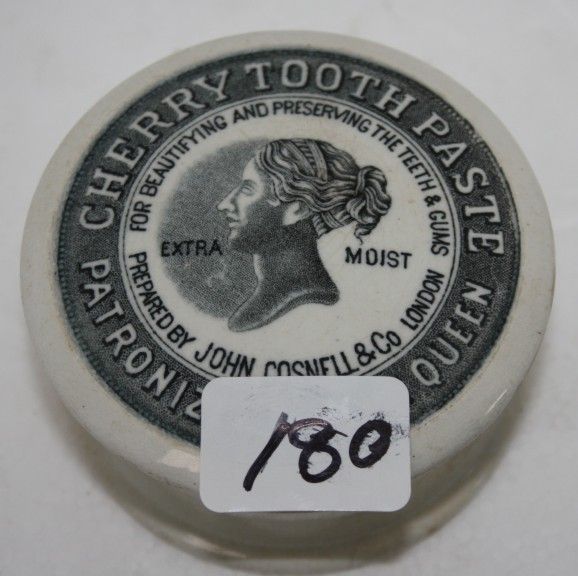 CHERRY TOOTH PASTE
PATRONIZ
QUEEN
FOR BEAUTIFYING AND PRESERVING THE TEETH & GUMS
EXTRA MOIST
PREPARED BY JOHN GOSNELL & Co LONDON
180